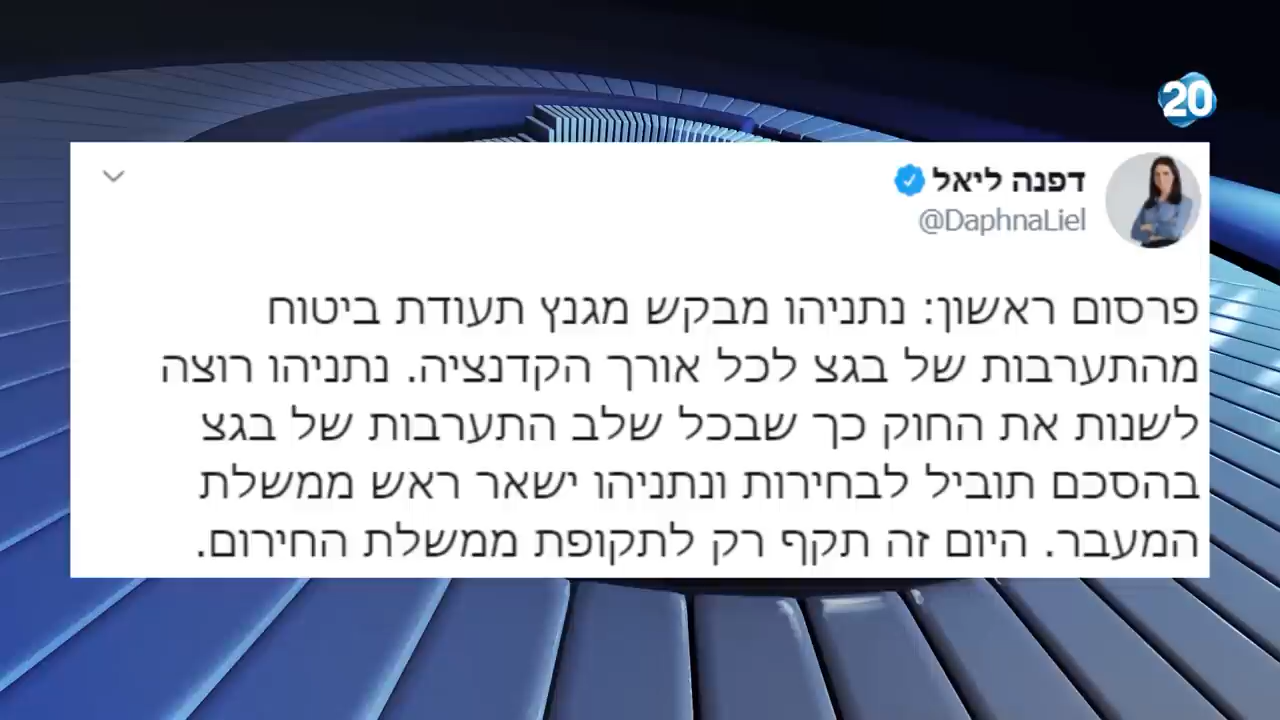 20
דפנה ליאל
@DaphnaLiel
פרסום ראשון: נתניהו מבקש מגנץ תעודת ביטוח
מהתערבות של בגצ לכל אורך הקדנציה. נתניהו רוצה
לשנות את החוק כך שבכל שלב התערבות של בגצ
בהסכם תוביל לבחירות ונתניהו ישאר ראש ממשלת
המעבר. היום זה תקף רק לתקופת ממשלת החירום.